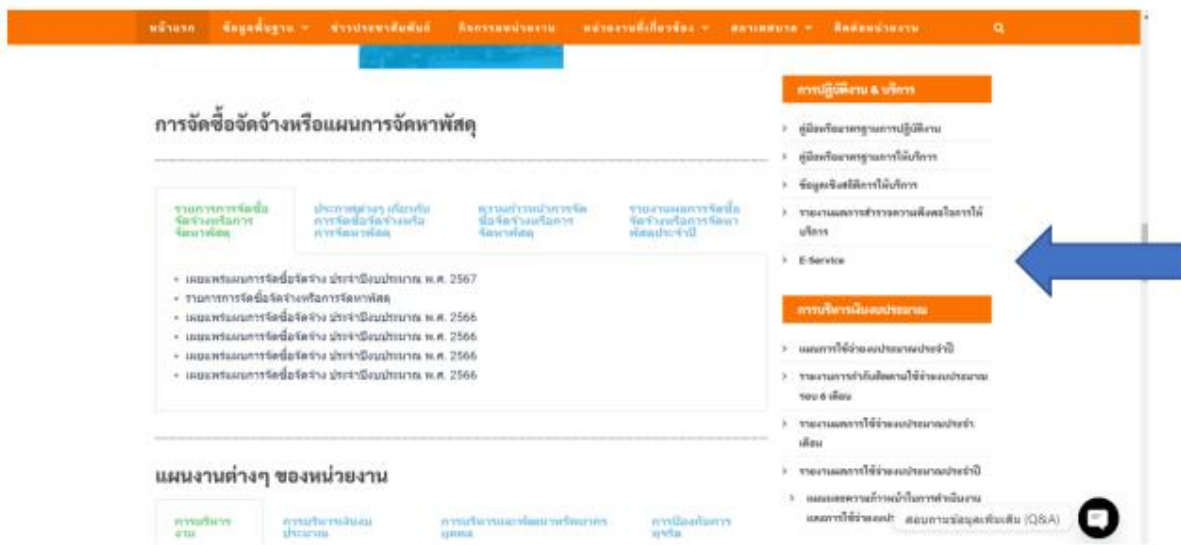 หน้าแรก ข้อมูลพื้นฐาน ข่าวประชาสัมพันธ์ กิจกรรมหน่วยงาน หน่วยงานที่เกี่ยวข้อง สภาเทศบาล ติดต่อหน่วยงาน
การจัดซื้อจัดจ้างหรือแผนการจัดหาพัสดุ
รายการการจัดซื้อ
จัดจ้างหรือการ
จัดหาพัสดุ
ประกาศต่างๆ เกี่ยวกับ
การจัดซื้อจัดจ้างหรือ
การจัดหาพัสดุ
ความก้าวหน้าการจัด
ซื้อจัดจ้างหรือการ
จัดหาพัสดุ
รายงานผลการจัดซื้อ
จัดจ้างหรือการจัดหา
พัสดุประจำปี
เผยแพร่แผนการจัดซื้อจัดจ้าง ประจำปีงบประมาณ พ.ศ. 2567
รายการการจัดซื้อจัดจ้างหรือการจัดหาพัสดุ
เผยแพร่แผนการจัดซื้อจัดจ้าง ประจำปีงบประมาณ พ.ศ. 2566
เผยแพร่แผนการจัดซื้อจัดจ้าง ประจำปีงบประมาณ พ.ศ. 2566
เผยแพร่แผนการจัดซื้อจัดจ้าง ประจำปีงบประมาณ พ.ศ. 2566
เผยแพร่แผนการจัดซื้อจัดจ้าง ประจำปีงบประมาณ พ.ศ. 2566
แผนงานต่างๆ ของหน่วยงาน
การบริหาร
งาน
การบริหารเงินงบ
ประมาณ
การบริหารและพัฒนาทรัพยากร
บุคคล
การป้องกันการ
ทุจริต
การปฏิบัติงาน & บริการ
คู่มือหรือมาตรฐานการปฏิบัติงาน
คู่มือหรือมาตรฐานการให้บริการ
ข้อมูลเชิงสถิติการให้บริการ
รายงานผลการสำรวจความพึงพอใจการให้
บริการ
E-Service
การบริหารเงินงบประมาณ
แผนการใช้จ่ายงบประมาณประจำปี
รายงานการกำกับติดตามใช้จ่ายงบประมาณ
รอบ 6 เดือน
รายงานผลการใช้จ่ายงบประมาณประจำ
เดือน
รายงานผลการใช้จ่ายงบประมาณประจำปี
แผนและความก้าวหน้าในการดำเนินงาน
และการใช้จ่ายงบป
สอบถามข้อมูลเพิ่มเติม (Q&A)